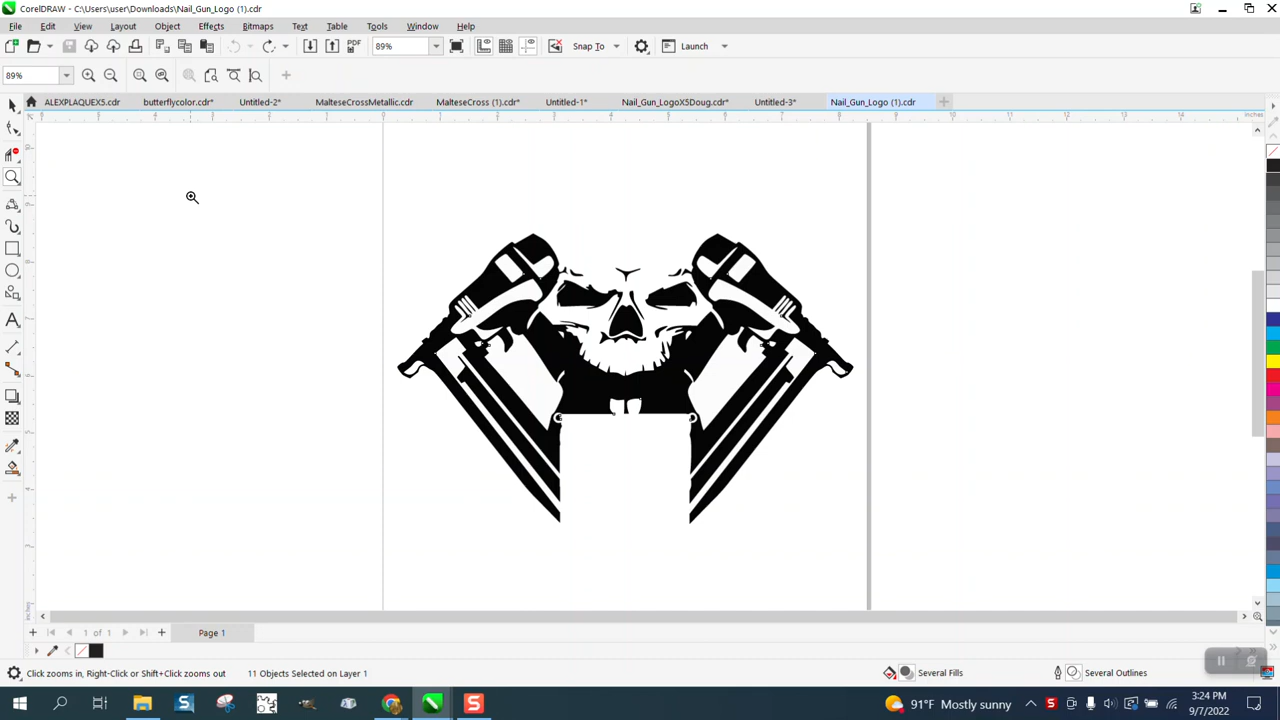 CorelDRAW - C:\Users\user\Downloads\Nail_Gun_Logo (1).cdr
File Edit View Layout Object Effects Bitmaps Text Table Tools Window Help
PDF 89% Snap To Launch
89%
ALEXPLAQUEX5.cdr butterflycolor.cdr* Untitled-2* MalteseCrossMetallic.cdr MalteseCross (1).cdr* Untitled-1* Nail_Gun_LogoX5Doug.cdr* Untitled-3* Nail_Gun_Logo (1).cdr
inches
1 of 1 Page 1
Click zooms in, Right-Click or Shift+Click zooms out 11 Objects Selected on Layer 1 Several Fills Several Outlines
91°F Mostly sunny 3:24 PM
9/7/2022